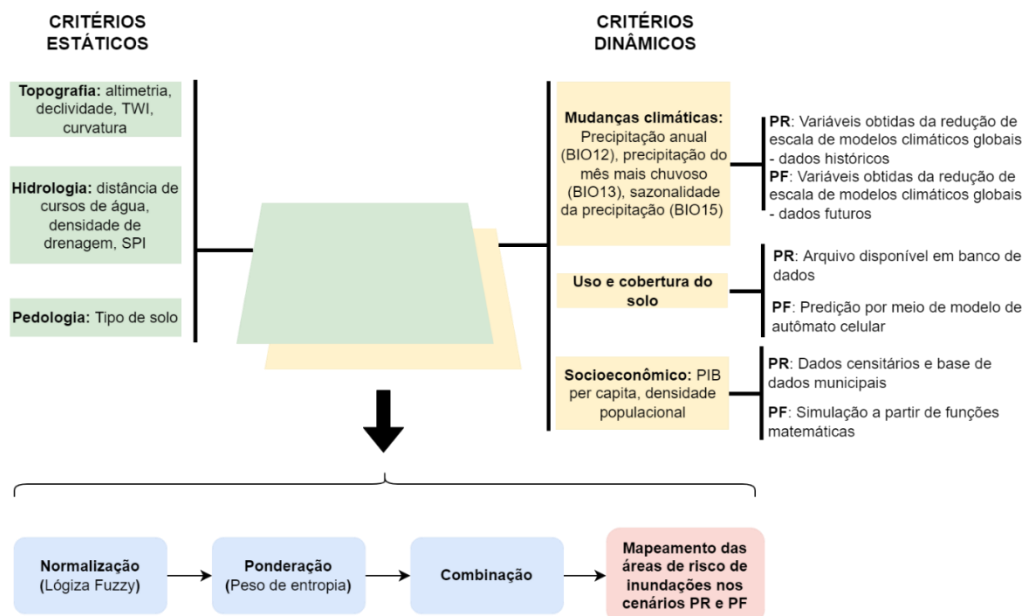 CRITÉRIOS
ESTÁTICOS
Topografia: altimetria,
declividade, TWI,
curvatura
Hidrologia: distância de
cursos de água,
densidade de
drenagem, SPI
Pedologia: Tipo de solo
CRITÉRIOS
DINÂMICOS
Mudanças climáticas:
Precipitação anual
(BIO12), precipitação do
mês mais chuvoso
(BIO13), sazonalidade
da precipitação (BIO15)
PR: Variáveis obtidas da redução de
escala de modelos climáticos globais
- dados históricos
PF: Variáveis obtidas da redução de
escala de modelos climáticos globais
- dados futuros
Uso e cobertura do
solo
PR: Arquivo disponível em banco de
dados
PF: Predição por meio de modelo de
autômato celular
Socioeconômico: PIB
per capita, densidade
populacional
PR: Dados censitários e base de
dados municipais
PF: Simulação a partir de funções
matemáticas
Normalização
(Lógiza Fuzzy)
Ponderação
(Peso de entropia)
Combinação
Mapeamento das
áreas de risco de
inundações nos
cenários PR e PF